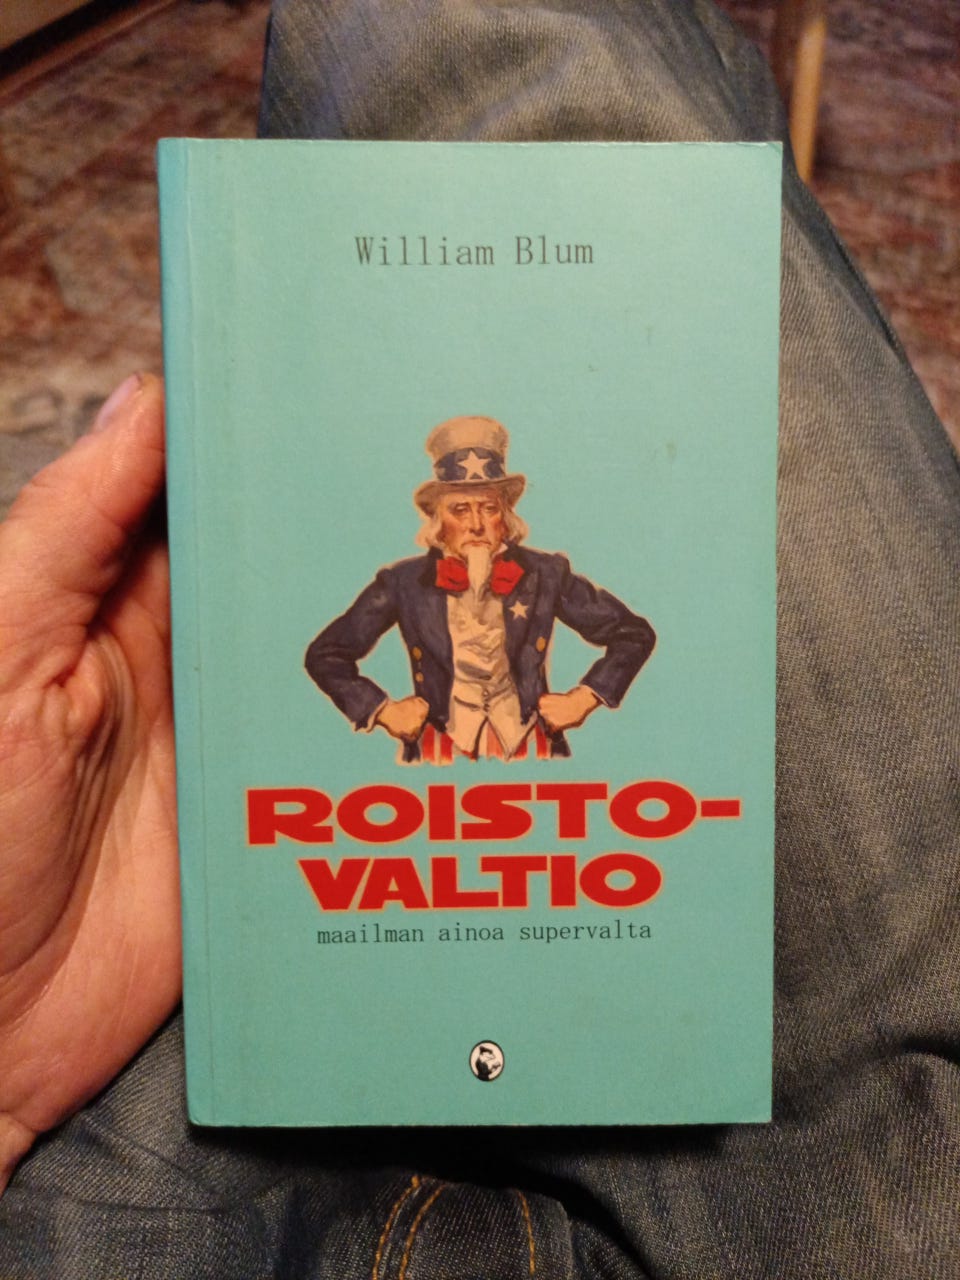 William Blum
ROISTO-
VALTIO
maailman ainoa supervalta